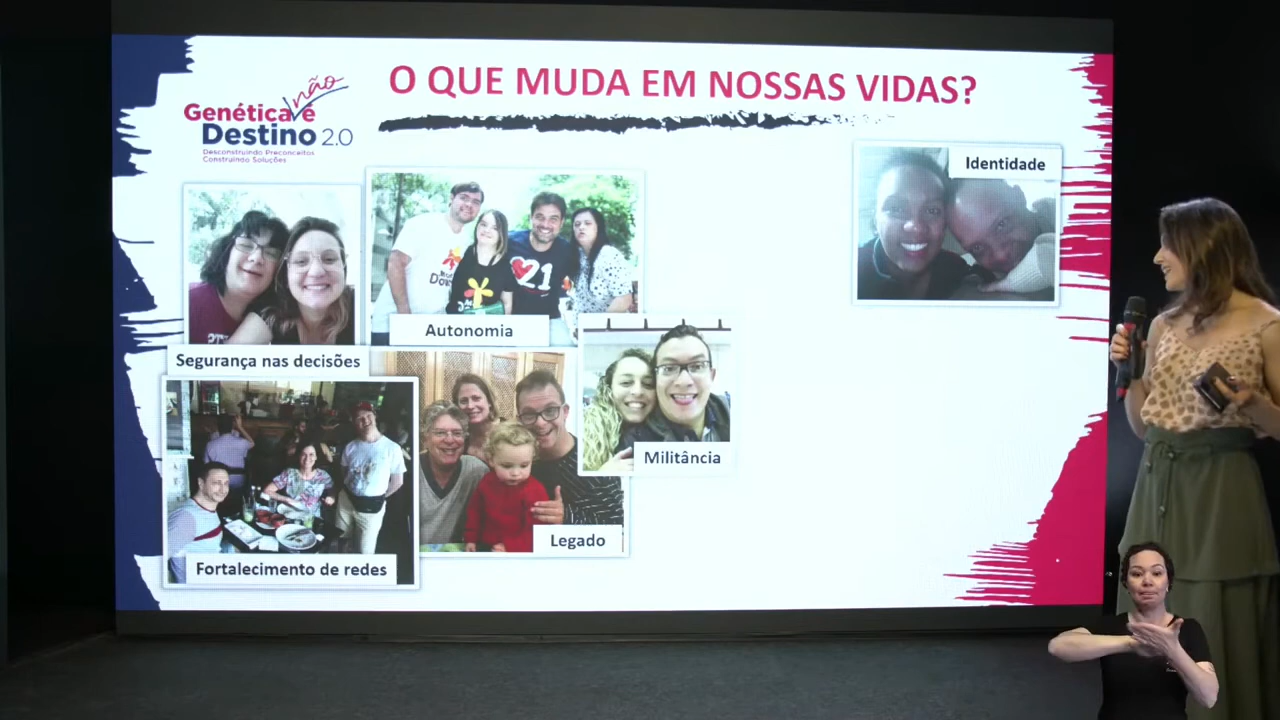 O QUE MUDA EM NOSSAS VIDAS?
não
Genética é
Destino 2.0
Desconstruindo Preconceitos
Construindo Soluções
Identidade
21
Autonomia
Segurança nas decisões
Militância
Legado
Fortalecimento de redes